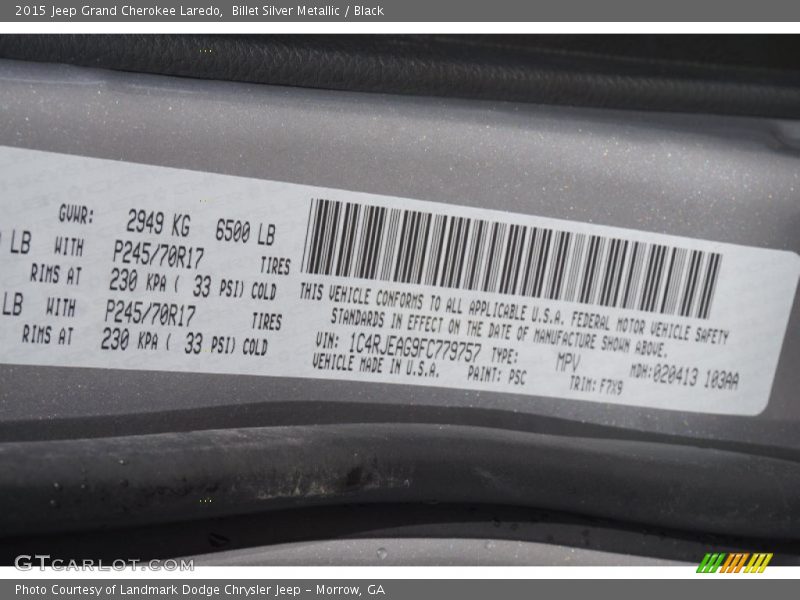 2015 Jeep Grand Cherokee Laredo, Billet Silver Metallic / Black
GVWR: 2949 KG 6500 LB
LB WITH P245/70R17 TIRES
RIMS AT 230 KPA ( 33 PSI) COLD
LB WITH P245/70R17 TIRES
RIMS AT 230 KPA ( 33 PSI) COLD
THIS VEHICLE CONFORMS TO ALL APPLICABLE U.S.A. FEDERAL MOTOR VEHICLE SAFETY
STANDARDS IN EFFECT ON THE DATE OF MANUFACTURE SHOWN ABOVE.
VIN: 1C4RJEAG9FC779757 TYPE: MPV MDH: 020413 103AA
VEHICLE MADE IN U.S.A. PAINT: PSC TRIM: F7X9
GTcarlot.com
Photo Courtesy of Landmark Dodge Chrysler Jeep – Morrow, GA